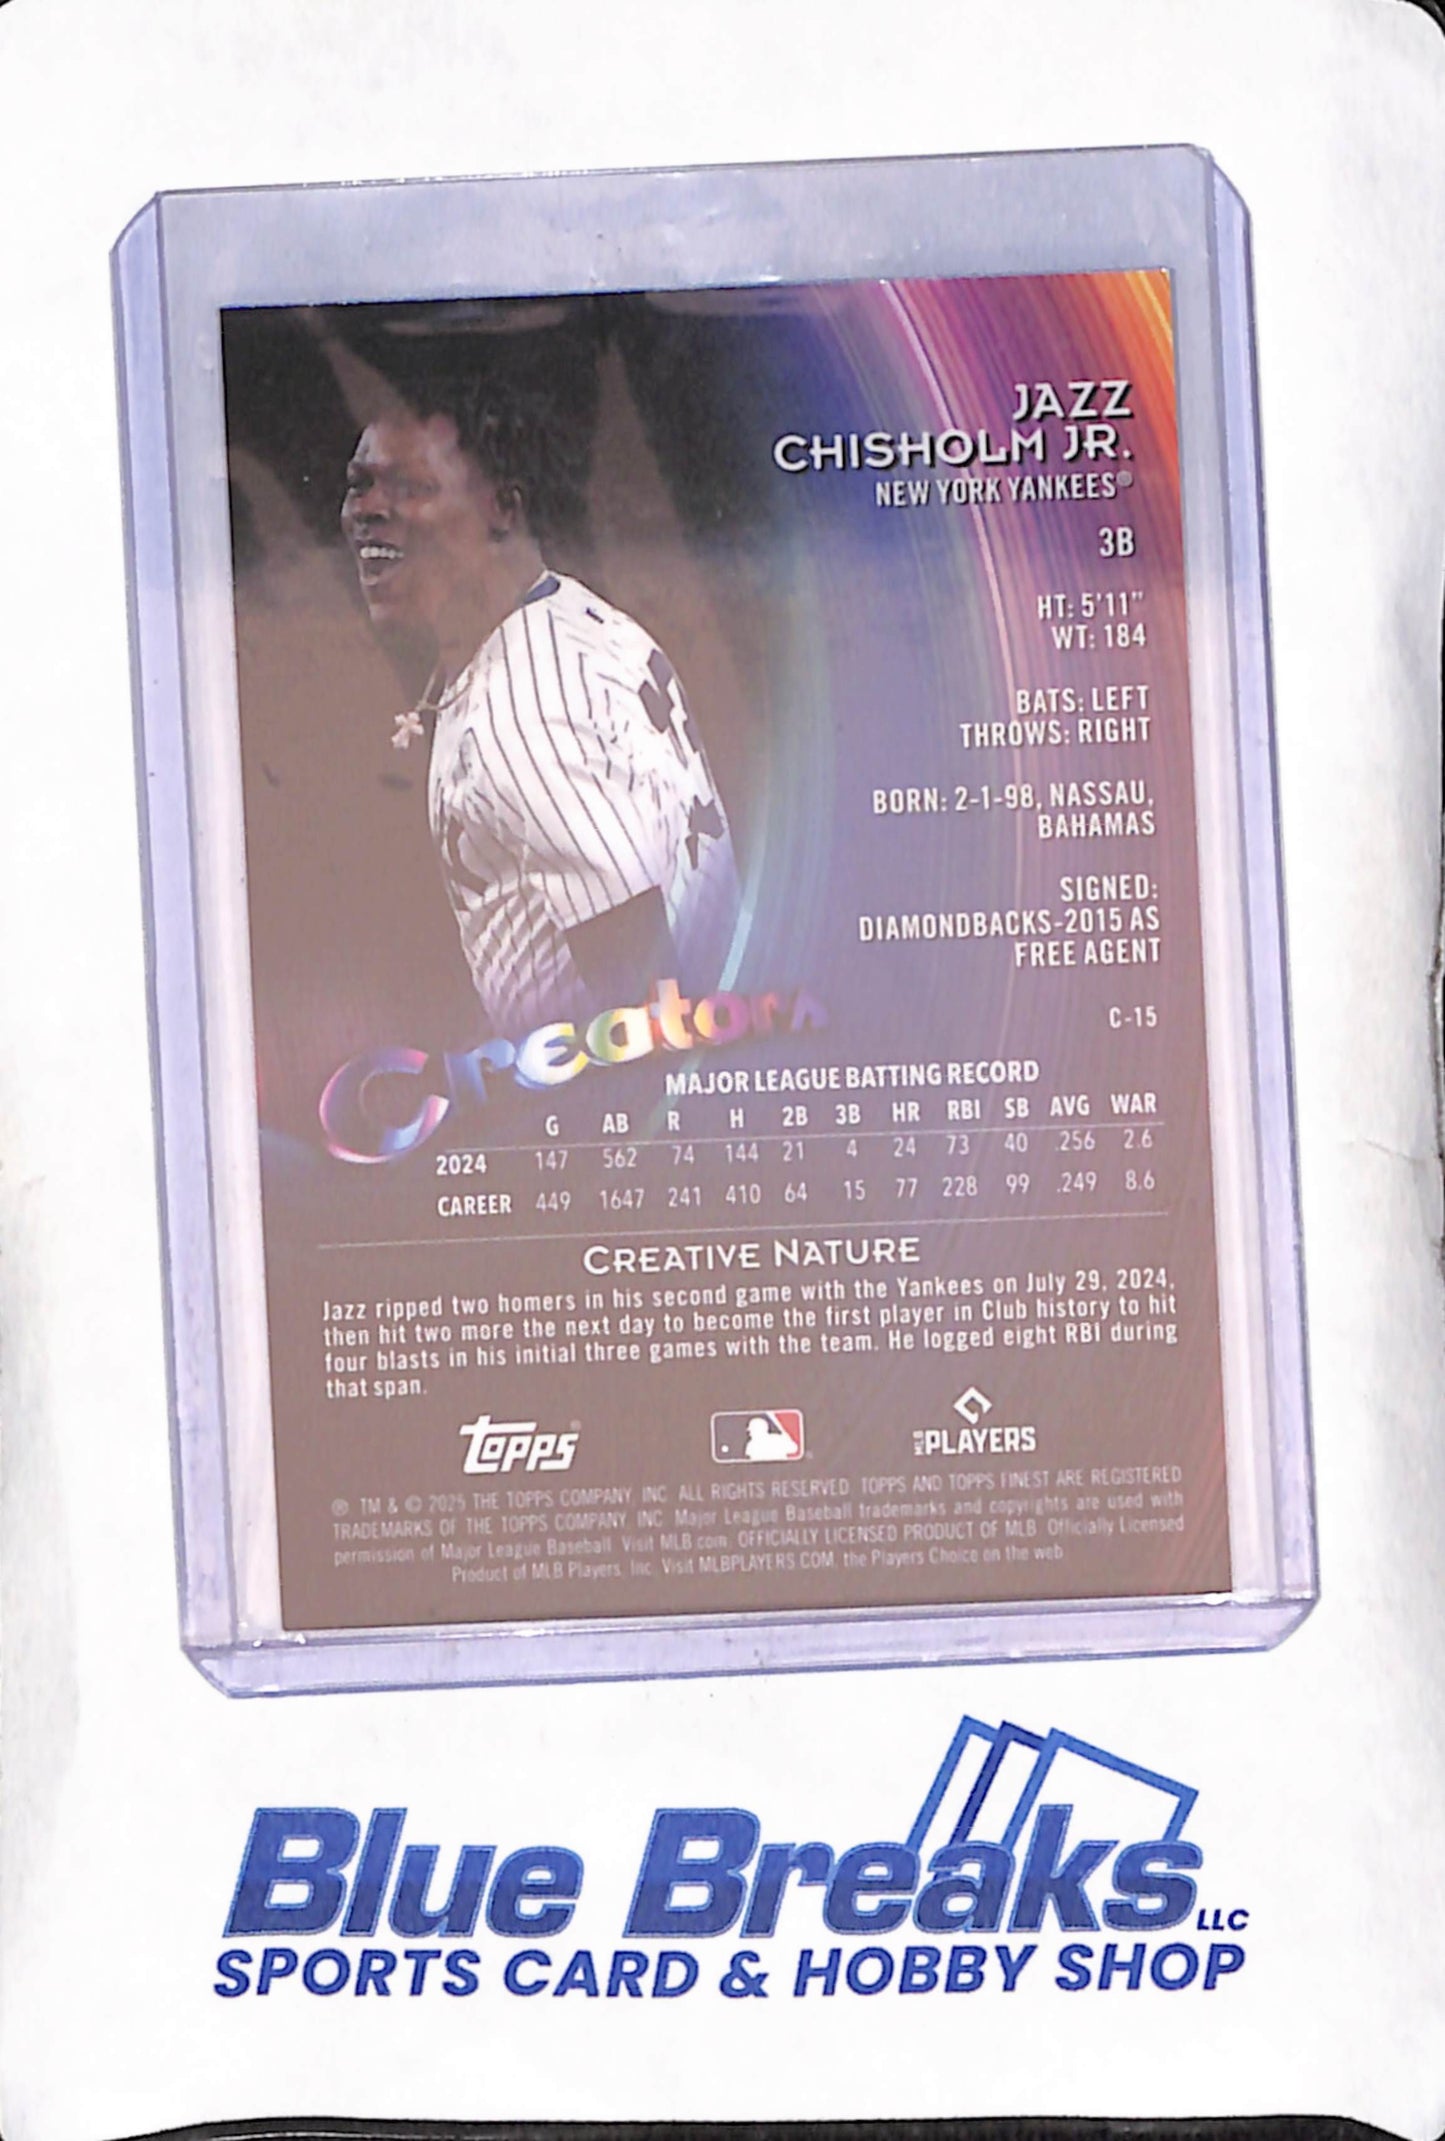 JAZZ
CHISHOLM JR.
NEW YORK YANKEES®
3B
HT: 5'11"
WT: 184
BATS: LEFT
THROWS: RIGHT
BORN: 2-1-98, NASSAU,
BAHAMAS
SIGNED:
DIAMONDBACKS-2015 AS
FREE AGENT
C-15
Creators
MAJOR LEAGUE BATTING RECORD
G AB R H 2B 3B HR RBI SB AVG WAR
2024 147 562 74 144 21 4 24 73 40 .256 2.6
CAREER 449 1647 241 410 64 15 77 228 99 .249 8.6
CREATIVE NATURE
Jazz ripped two homers in his second game with the Yankees on July 29, 2024,
then hit two more the next day to become the first player in Club history to hit
four blasts in his initial three games with the team. He logged eight RBI during
that span.
Topps®
MLB PLAYERS
® TM & © 2025 THE TOPPS COMPANY, INC. ALL RIGHTS RESERVED. TOPPS AND TOPPS FINEST ARE REGISTERED
TRADEMARKS OF THE TOPPS COMPANY, INC. Major League Baseball trademarks and copyrights are used with
permission of Major League Baseball. Visit MLB.com. OFFICIALLY LICENSED PRODUCT OF MLB. Officially Licensed
Product of MLB Players, Inc. Visit MLBPLAYERS.COM, the Players Choice on the web.
Blue Breaks LLC
SPORTS CARD & HOBBY SHOP